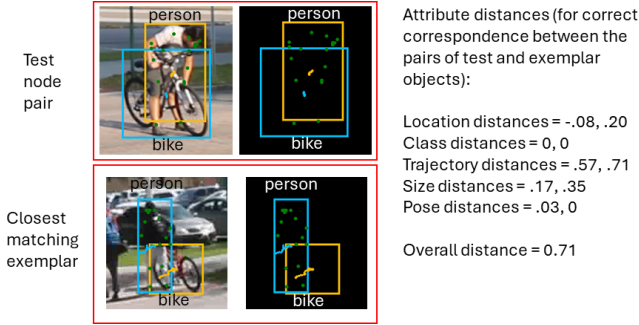 person
person
Test
node
pair
bike
bike
Attribute distances (for correct
correspondence between the
pairs of test and exemplar
objects):
Location distances = -.08, .20
Class distances = 0, 0
Trajectory distances = .57, .71
Size distances = .17, .35
Pose distances = .03, 0
Overall distance = 0.71
person
person
Closest
matching
exemplar
bike
bike